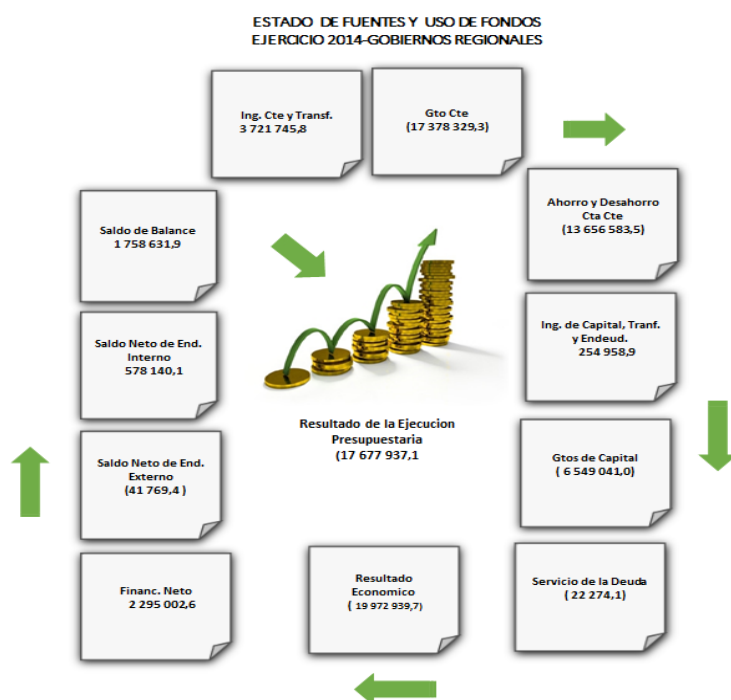 ESTADO DE FUENTES Y USO DE FONDOS
EJERCICIO 2014-GOBIERNOS REGIONALES
Ing. Cte y Transf.
3 721 745,8
Gto Cte
(17 378 329,3)
Ahorro y Desahorro
Cta Cte
(13 656 583,5)
Ing. de Capital, Tranf.
y Endeud.
254 958,9
Gtos de Capital
( 6 549 041,0)
Servicio de la Deuda
( 22 274,1)
Resultado
Economico
( 19 972 939,7)
Financ. Neto
2 295 002,6
Saldo Neto de End.
Externo
(41 769,4 )
Saldo Neto de End.
Interno
578 140,1
Saldo de Balance
1 758 631,9
Resultado de la Ejecucion
Presupuestaria
(17 677 937,1